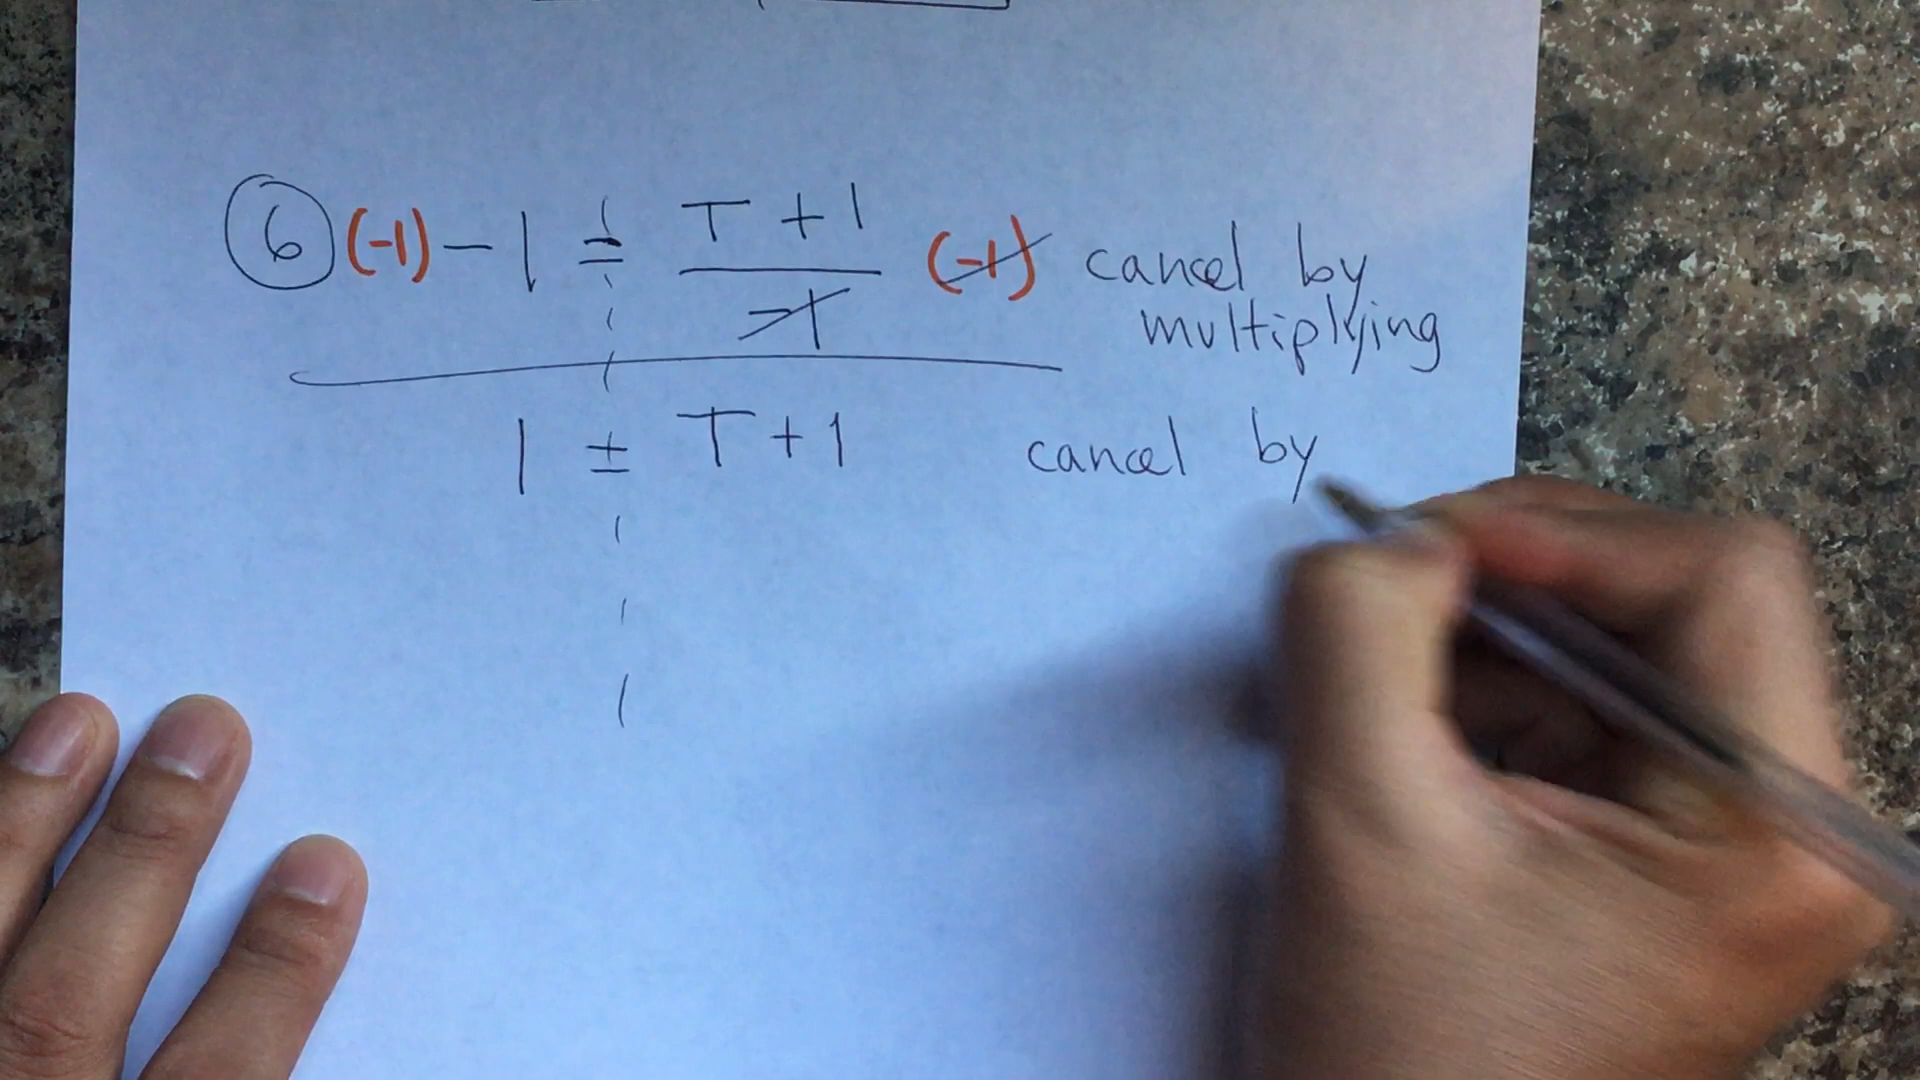 6 (-1) - 1 = T + 1 (-1) cancel by
-1 multiplying
1 = T + 1 cancel by